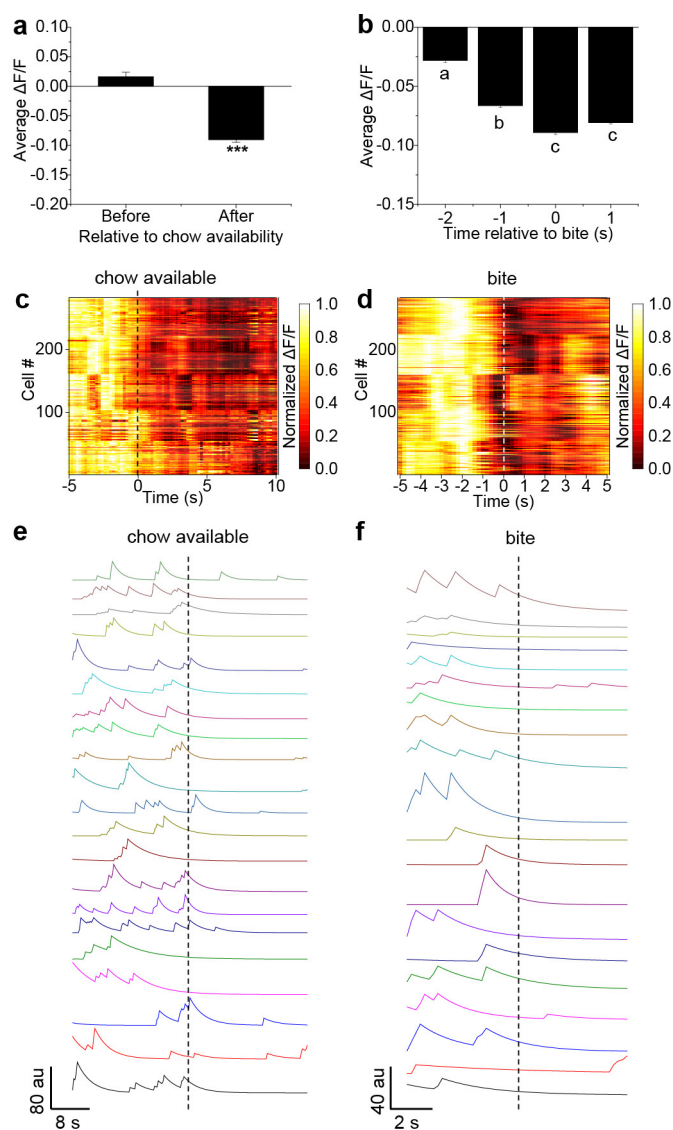 a
Average ΔF/F
0.10
0.05
0.00
-0.05
-0.10
-0.15
-0.20
***
Before
After
Relative to chow availability
b
Average ΔF/F
0.00
-0.05
-0.10
-0.15
a
b
c
c
-2
-1
0
1
Time relative to bite (s)
c
chow available
Cell #
200
100
-5
0
5
10
Time (s)
1.0
0.8
0.6
0.4
0.2
0.0
Normalized ΔF/F
d
bite
Cell #
200
100
-5 -4 -3 -2 -1 0 1 2 3 4 5
Time (s)
1.0
0.8
0.6
0.4
0.2
0.0
Normalized ΔF/F
e
chow available
80 au
8 s
f
bite
40 au
2 s